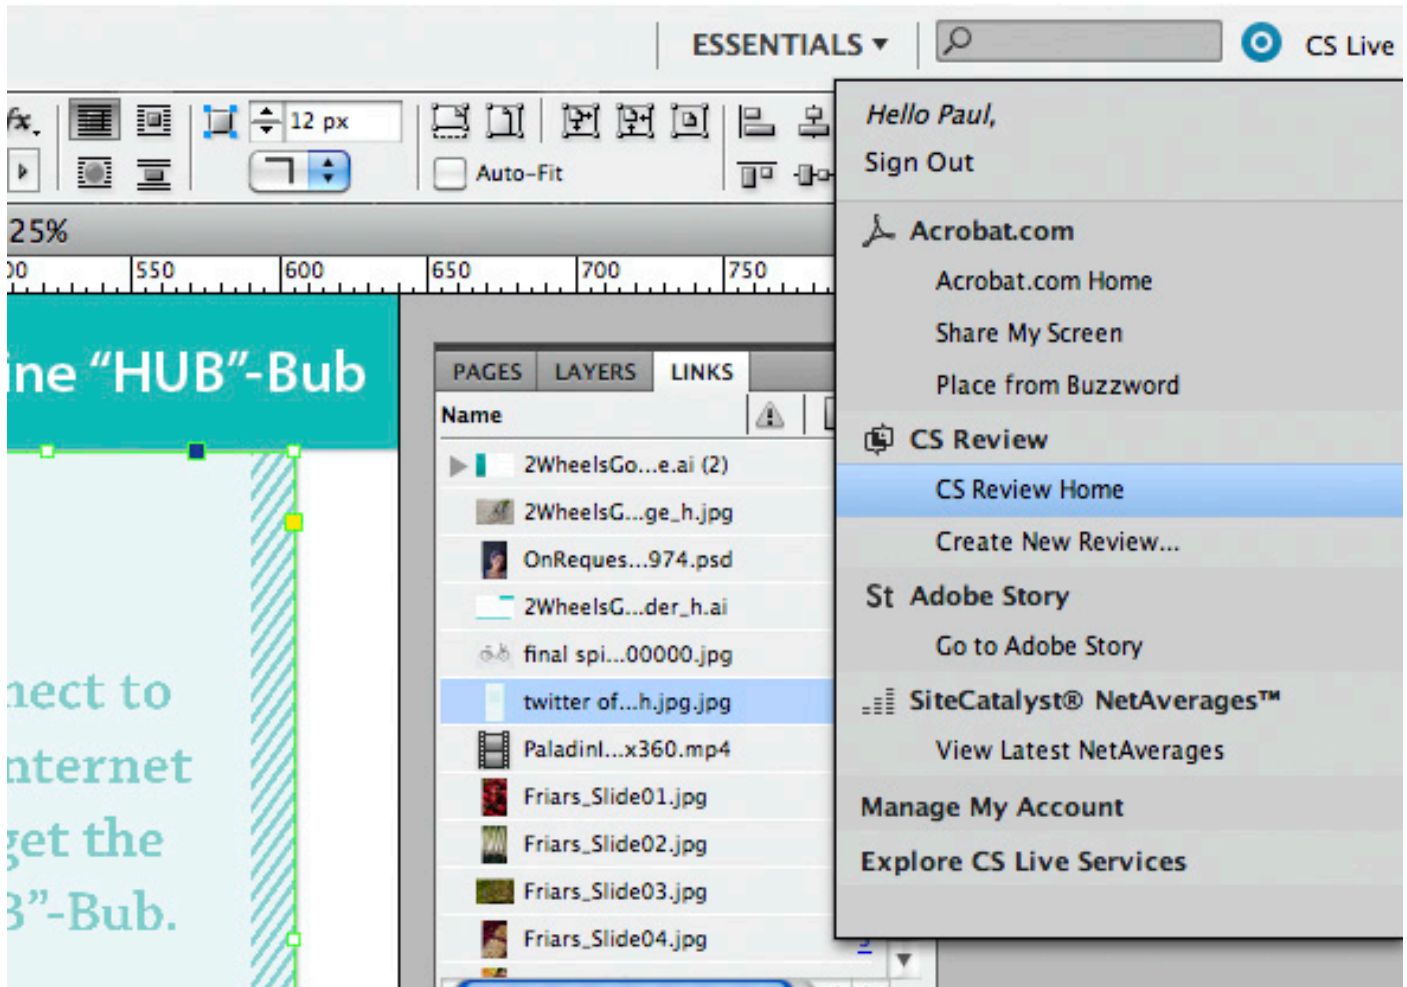 ESSENTIALS
CS Live
fx.
12 px
Auto-Fit
25%
550 600 650 700 750
ine “HUB”-Bub
PAGES LAYERS LINKS
Name
2WheelsGo...e.ai (2)
2WheelsG...ge_h.jpg
OnReques...974.psd
2WheelsG...der_h.ai
final spi...00000.jpg
twitter of...h.jpg.jpg
PaladinI...x360.mp4
Friars_Slide01.jpg
Friars_Slide02.jpg
Friars_Slide03.jpg
Friars_Slide04.jpg
nect to
nternet
get the
B”-Bub.
Hello Paul,
Sign Out
Acrobat.com
Acrobat.com Home
Share My Screen
Place from Buzzword
CS Review
CS Review Home
Create New Review...
St Adobe Story
Go to Adobe Story
SiteCatalyst® NetAverages™
View Latest NetAverages
Manage My Account
Explore CS Live Services